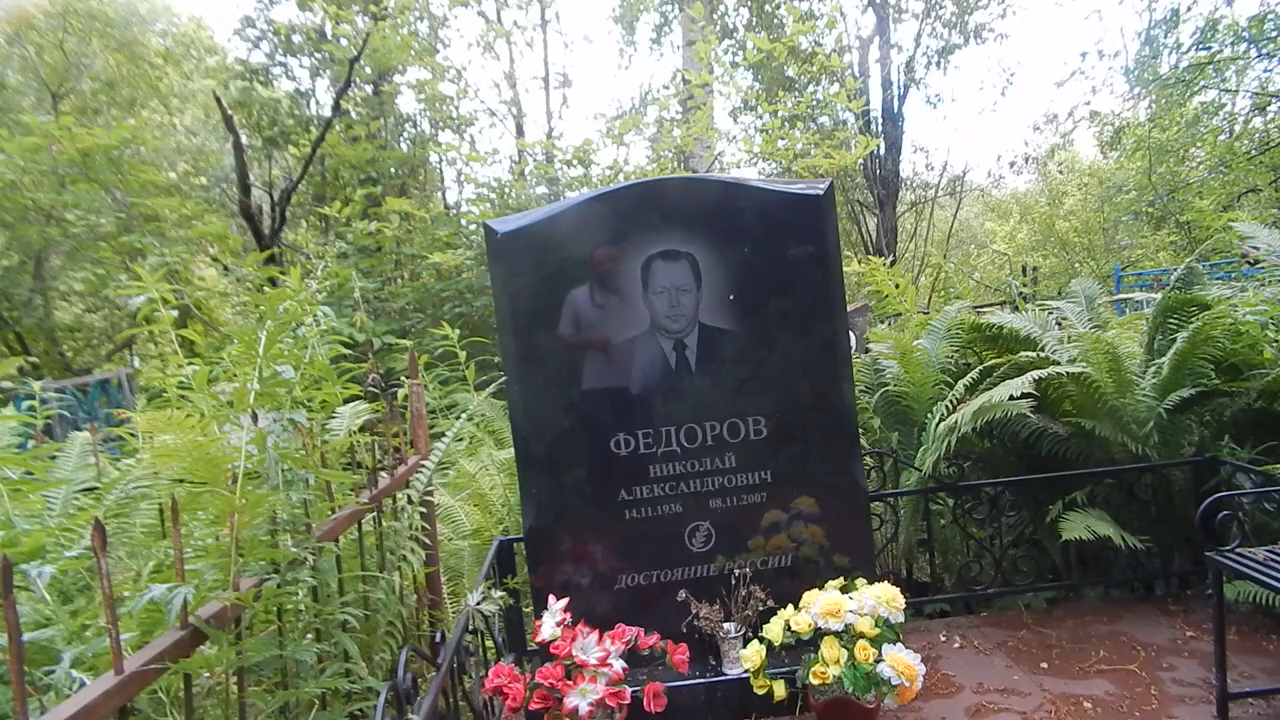 ФЕДОРОВ
НИКОЛАЙ
АЛЕКСАНДРОВИЧ
14.11.1936 08.11.2007
ДОСТОЯНИЕ РОССИИ